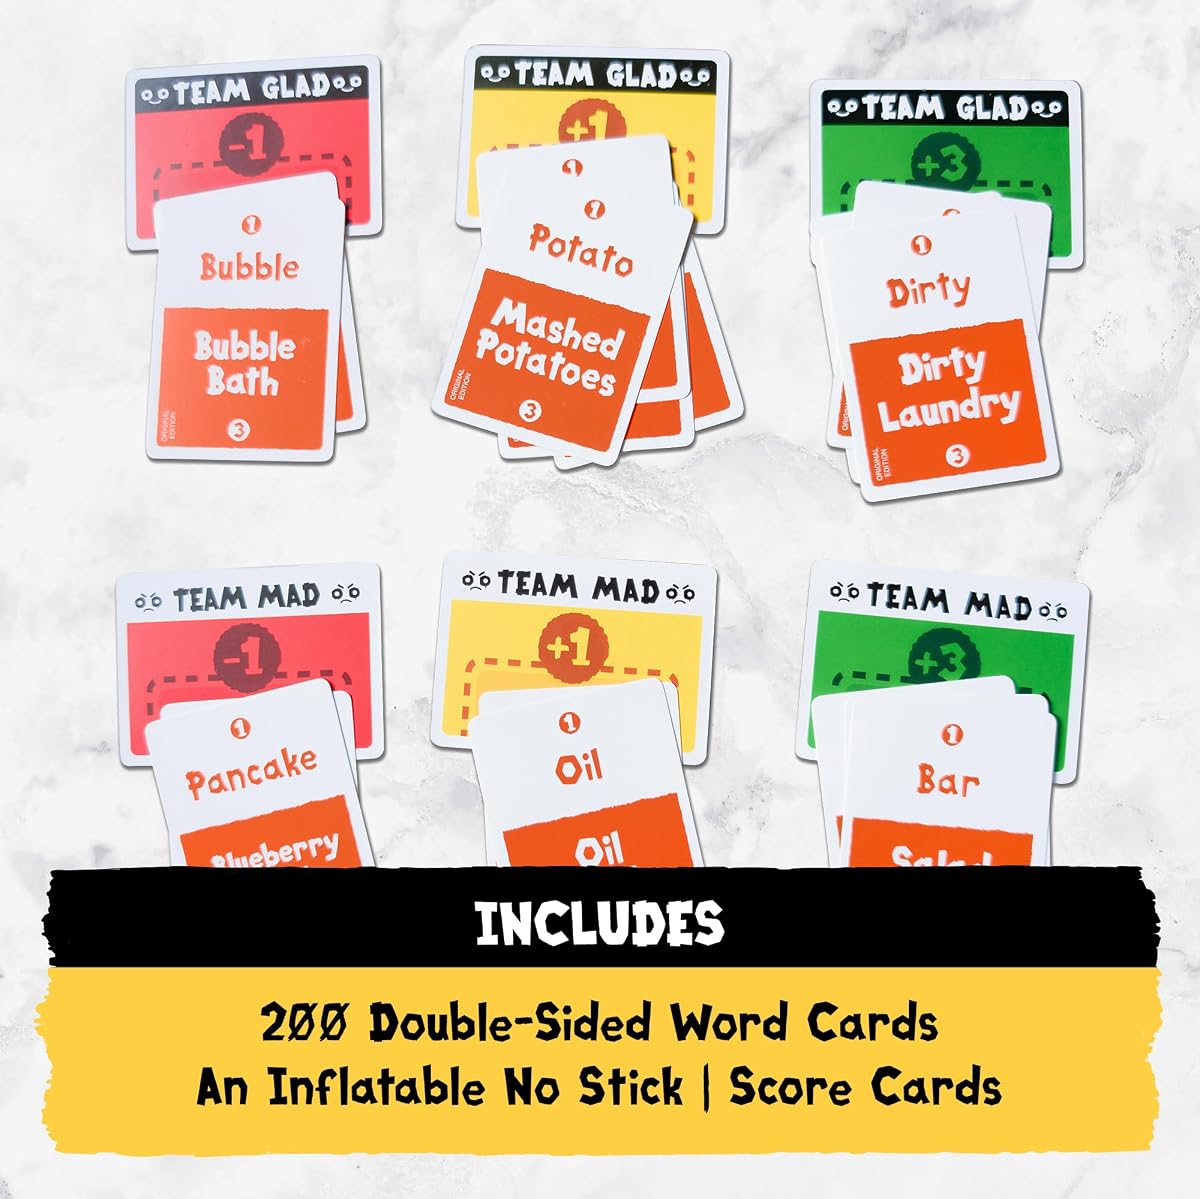 TEAM GLAD
-1
1
Bubble
Bubble
Bath
3
ORIGINAL
EDITION
TEAM GLAD
+1
1
1
Potato
Mashed
Potatoes
3
ORIGINAL
EDITION
TEAM GLAD
+3
1
Dirty
Dirty
Laundry
3
ORIGINAL
EDITION
TEAM MAD
-1
1
Pancake
Blueberry
TEAM MAD
+1
1
Oil
Oil
TEAM MAD
+3
1
Bar
Salad
INCLUDES
200 Double-Sided Word Cards
An Inflatable No Stick | Score Cards